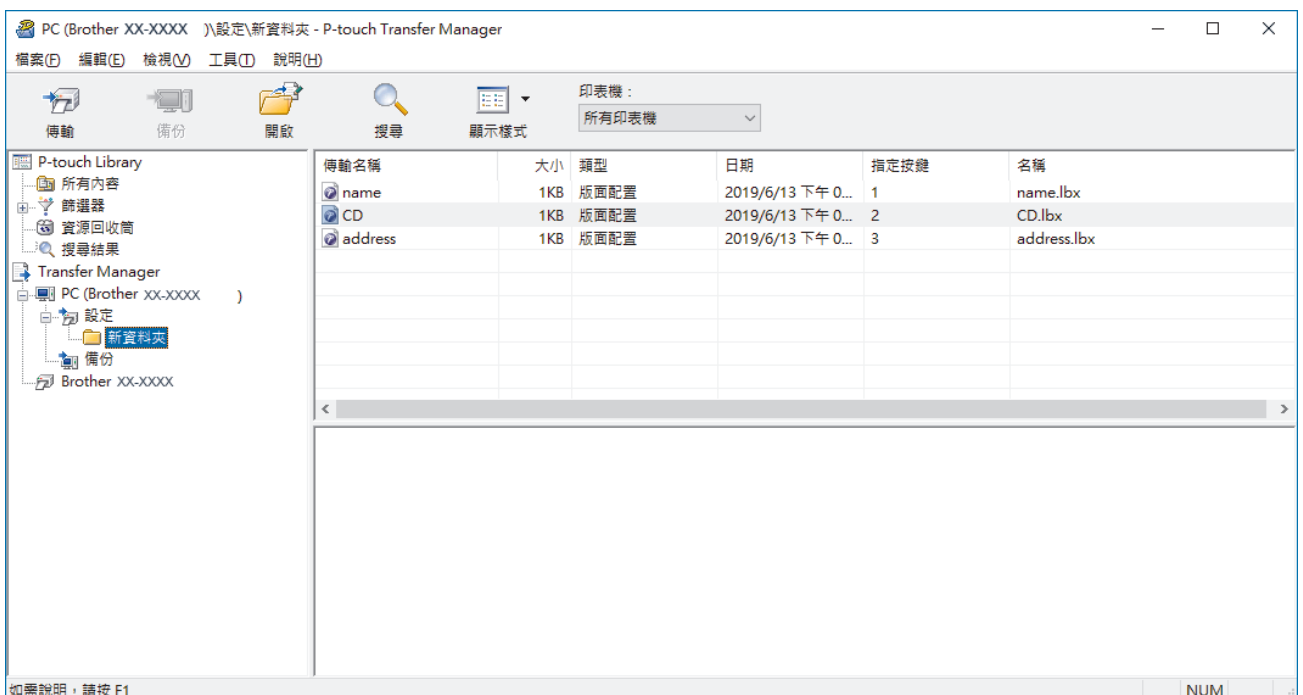 PC (Brother XX-XXXX )\設定\新資料夾 - P-touch Transfer Manager
檔案(F) 編輯(E) 檢視(V) 工具(T) 說明(H)
傳輸
備份
開啟
搜尋
顯示樣式
印表機：
所有印表機
P-touch Library
所有內容
篩選器
資源回收筒
搜尋結果
Transfer Manager
PC (Brother XX-XXXX )
設定
新資料夾
備份
Brother XX-XXXX
傳輸名稱 大小 類型 日期 指定按鍵 名稱
name 1KB 版面配置 2019/6/13 下午 0... 1 name.lbx
CD 1KB 版面配置 2019/6/13 下午 0... 2 CD.lbx
address 1KB 版面配置 2019/6/13 下午 0... 3 address.lbx
如需說明，請按 F1
NUM